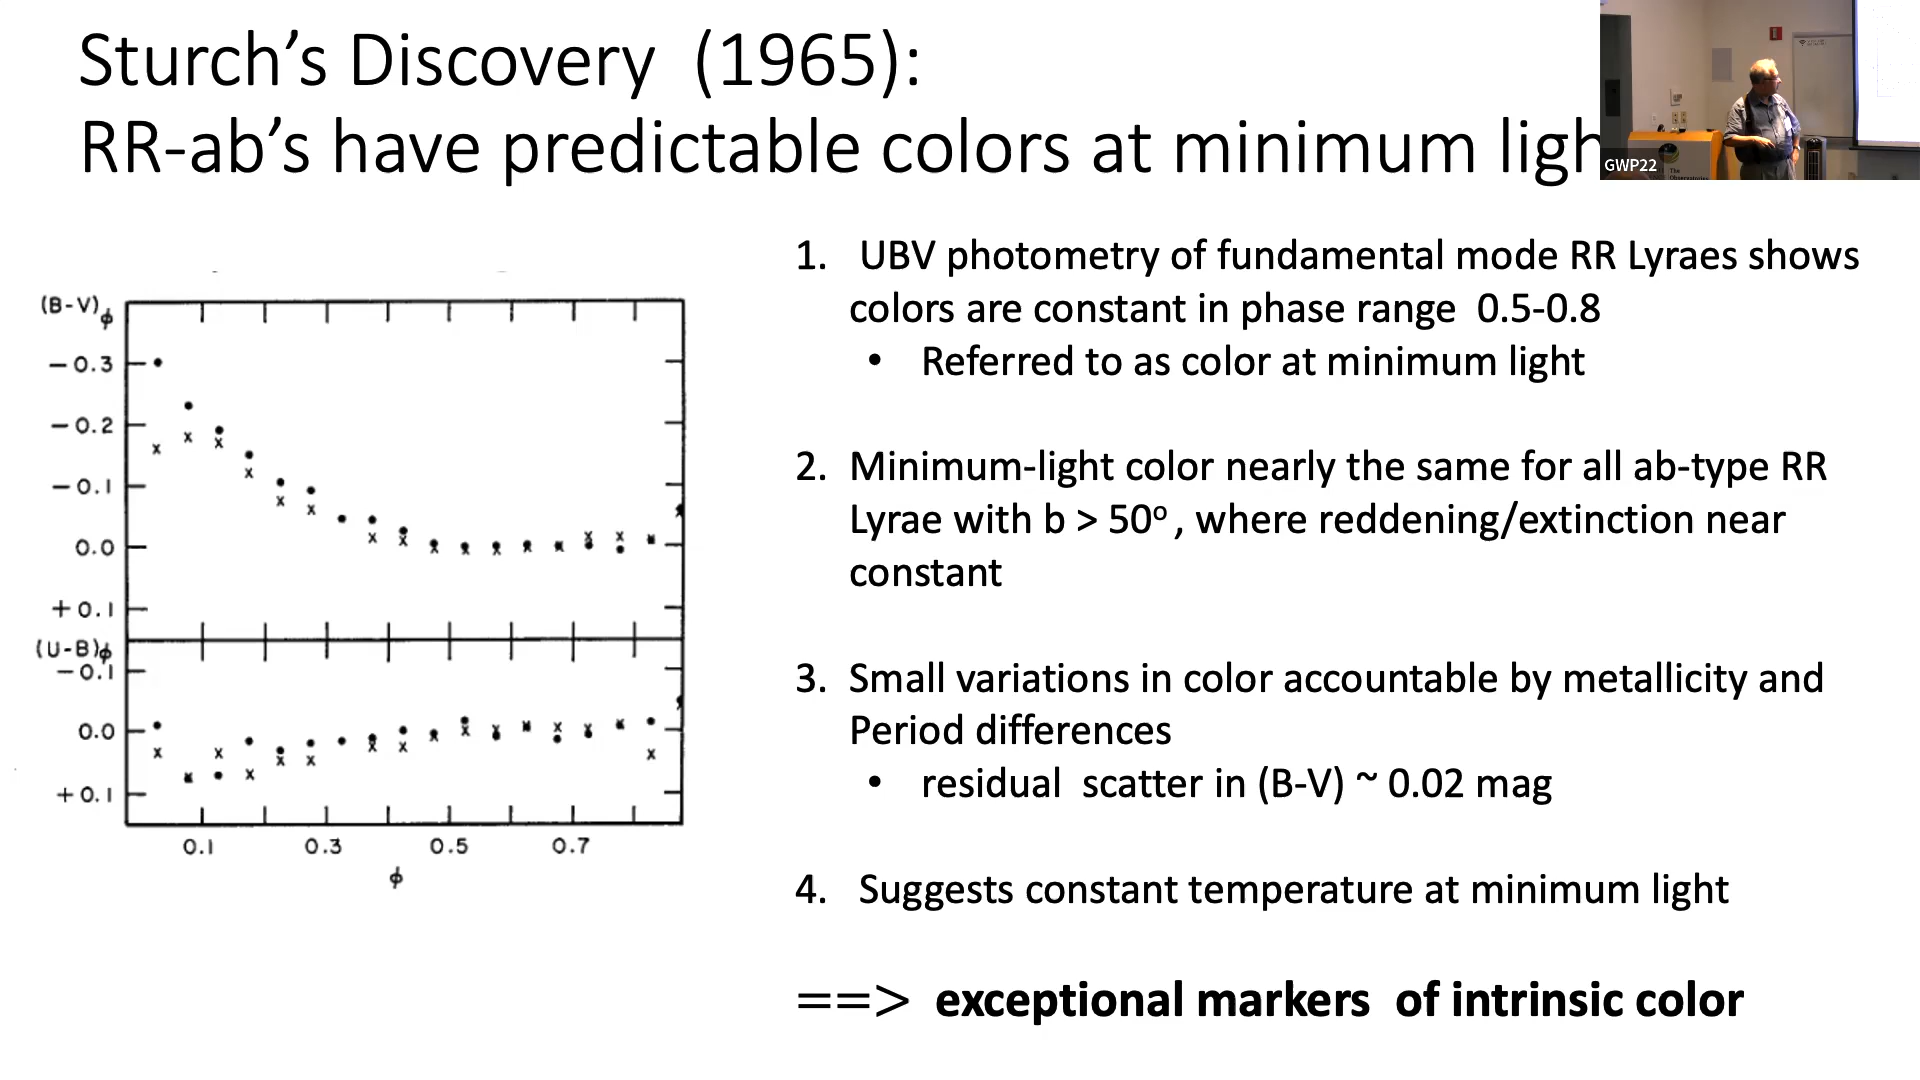 Sturch’s Discovery (1965):
RR-ab’s have predictable colors at minimum ligh
GWP22
The
(B-V)ϕ
−0.3
−0.2
−0.1
0.0
+0.1
(U-B)ϕ
−0.1
0.0
+0.1
0.1 0.3 0.5 0.7
ϕ
1. UBV photometry of fundamental mode RR Lyraes shows
colors are constant in phase range 0.5-0.8
• Referred to as color at minimum light
2. Minimum-light color nearly the same for all ab-type RR
Lyrae with b > 50º , where reddening/extinction near
constant
3. Small variations in color accountable by metallicity and
Period differences
• residual scatter in (B-V) ~ 0.02 mag
4. Suggests constant temperature at minimum light
==> exceptional markers of intrinsic color